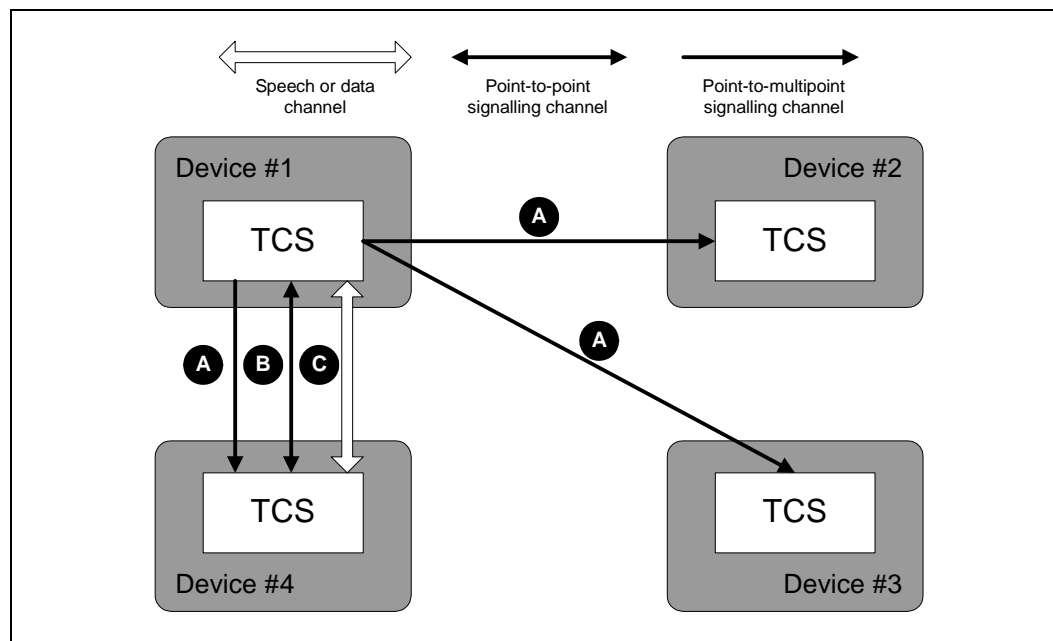 Speech or data
channel
Point-to-point
signalling channel
Point-to-multipoint
signalling channel
Device #1
TCS
Device #2
TCS
A
A
A
B
C
TCS
Device #4
TCS
Device #3